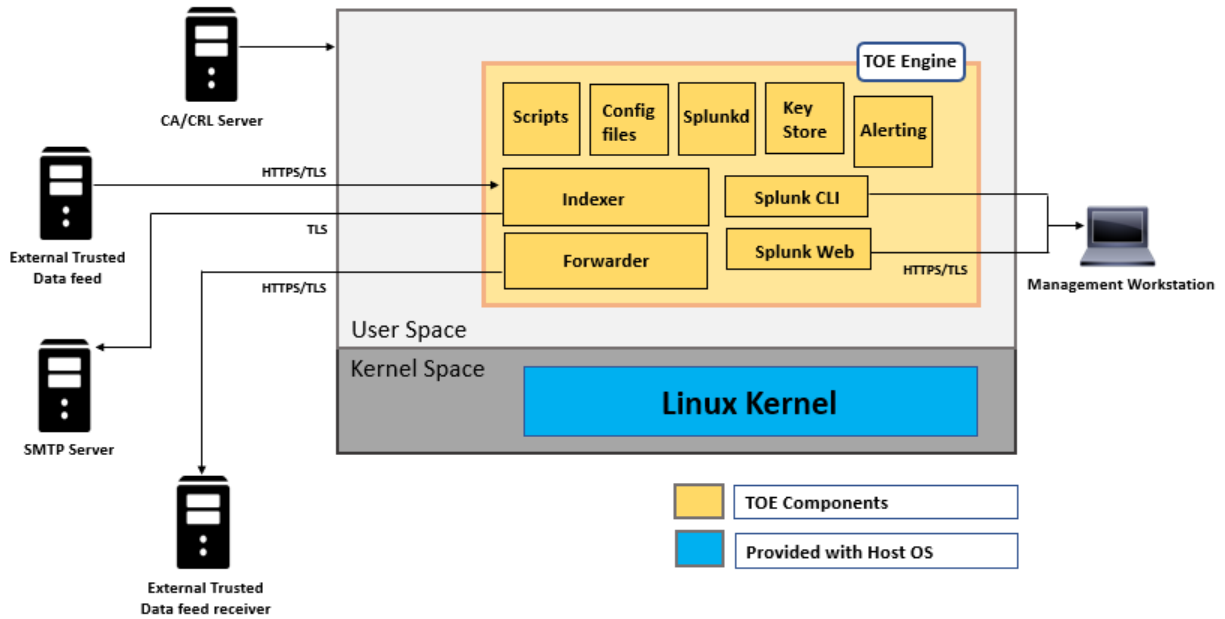 CA/CRL Server
TOE Engine
Scripts
Config
files
Splunkd
Key
Store
Alerting
HTTPS/TLS
Indexer
Splunk CLI
TLS
External Trusted
Data feed
Forwarder
Splunk Web
HTTPS/TLS
HTTPS/TLS
Management Workstation
User Space
Kernel Space
Linux Kernel
SMTP Server
TOE Components
Provided with Host OS
External Trusted
Data feed receiver